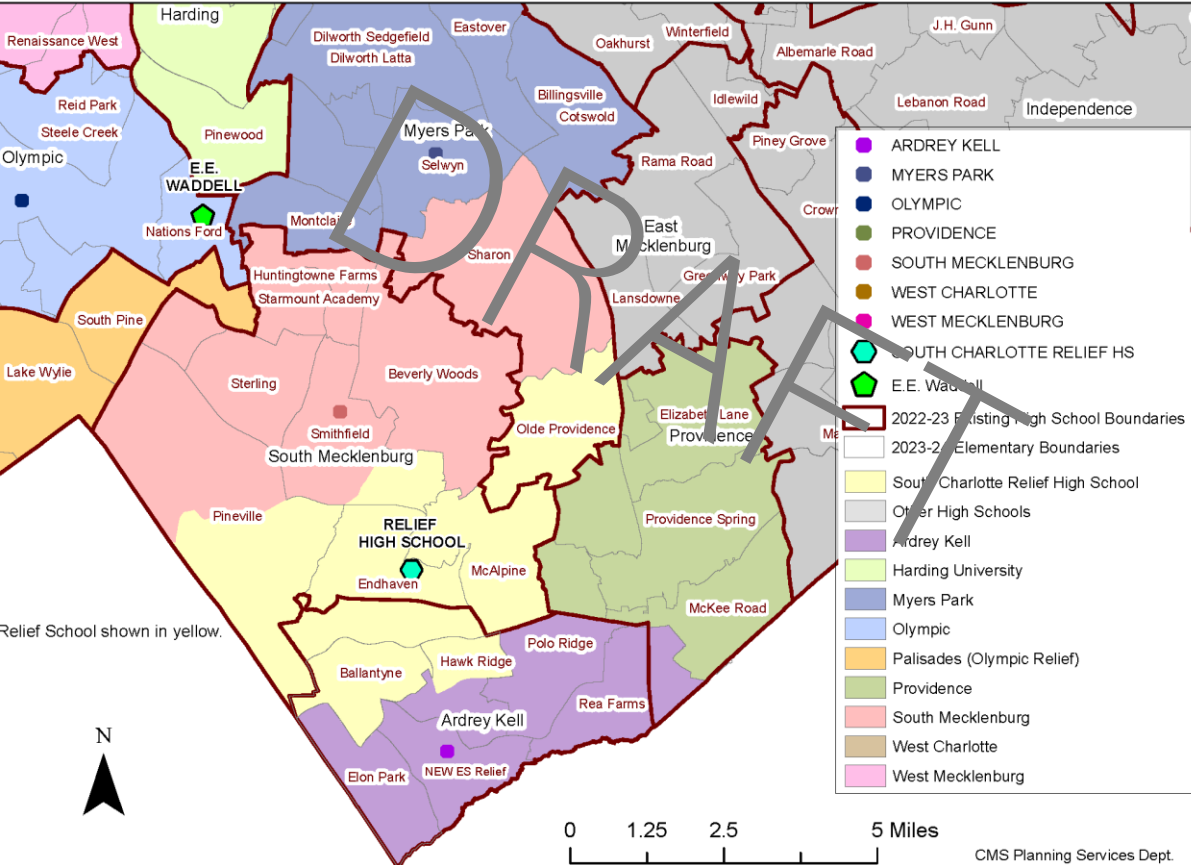 Harding
Renaissance West
Dilworth Sedgefield
Dilworth Latta
Eastover
Oakhurst
Winterfield
Albemarle Road
J.H. Gunn
Reid Park
Steele Creek
Olympic
Pinewood
E.E.
WADDELL
Nations Ford
Billingsville
Cotswold
Myers Park
Selwyn
Montclaire
Idlewild
Rama Road
Piney Grove
Lebanon Road
Independence
East
Mecklenburg
Greenway Park
Lansdowne
Sharon
Huntingtowne Farms
Starmount Academy
South Pine
Lake Wylie
Sterling
Beverly Woods
Smithfield
South Mecklenburg
Olde Providence
Elizabeth Lane
Providence
Pineville
RELIEF
HIGH SCHOOL
Endhaven
McAlpine
Providence Spring
McKee Road
Relief School shown in yellow.
Ballantyne
Hawk Ridge
Polo Ridge
Rea Farms
Ardrey Kell
Elon Park
NEW ES Relief
DRAFT
ARDREY KELL
MYERS PARK
OLYMPIC
PROVIDENCE
SOUTH MECKLENBURG
WEST CHARLOTTE
WEST MECKLENBURG
SOUTH CHARLOTTE RELIEF HS
E.E. Waddell
2022-23 Existing High School Boundaries
2023-24 Elementary Boundaries
South Charlotte Relief High School
Other High Schools
Ardrey Kell
Harding University
Myers Park
Olympic
Palisades (Olympic Relief)
Providence
South Mecklenburg
West Charlotte
West Mecklenburg
N
0 1.25 2.5 5 Miles
CMS Planning Services Dept.